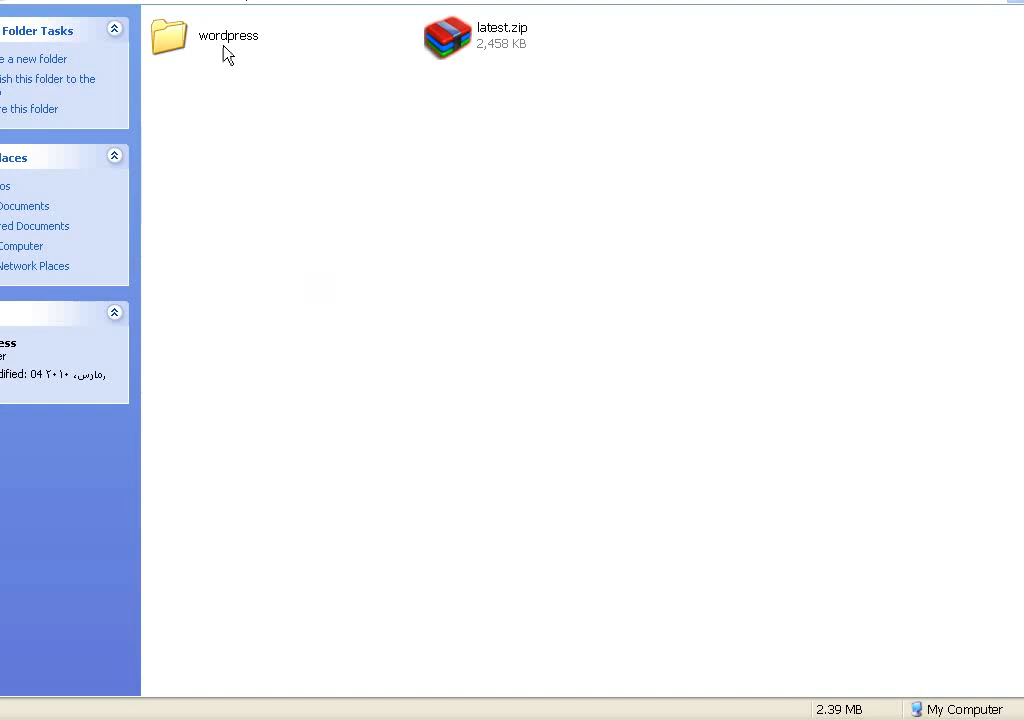 Folder Tasks
e a new folder
ish this folder to the
re this folder
laces
os
Documents
red Documents
Computer
Network Places
ess
er
dified: 04 مارس، ٢٠١٠,
wordpress
latest.zip
2,458 KB
2.39 MB
My Computer